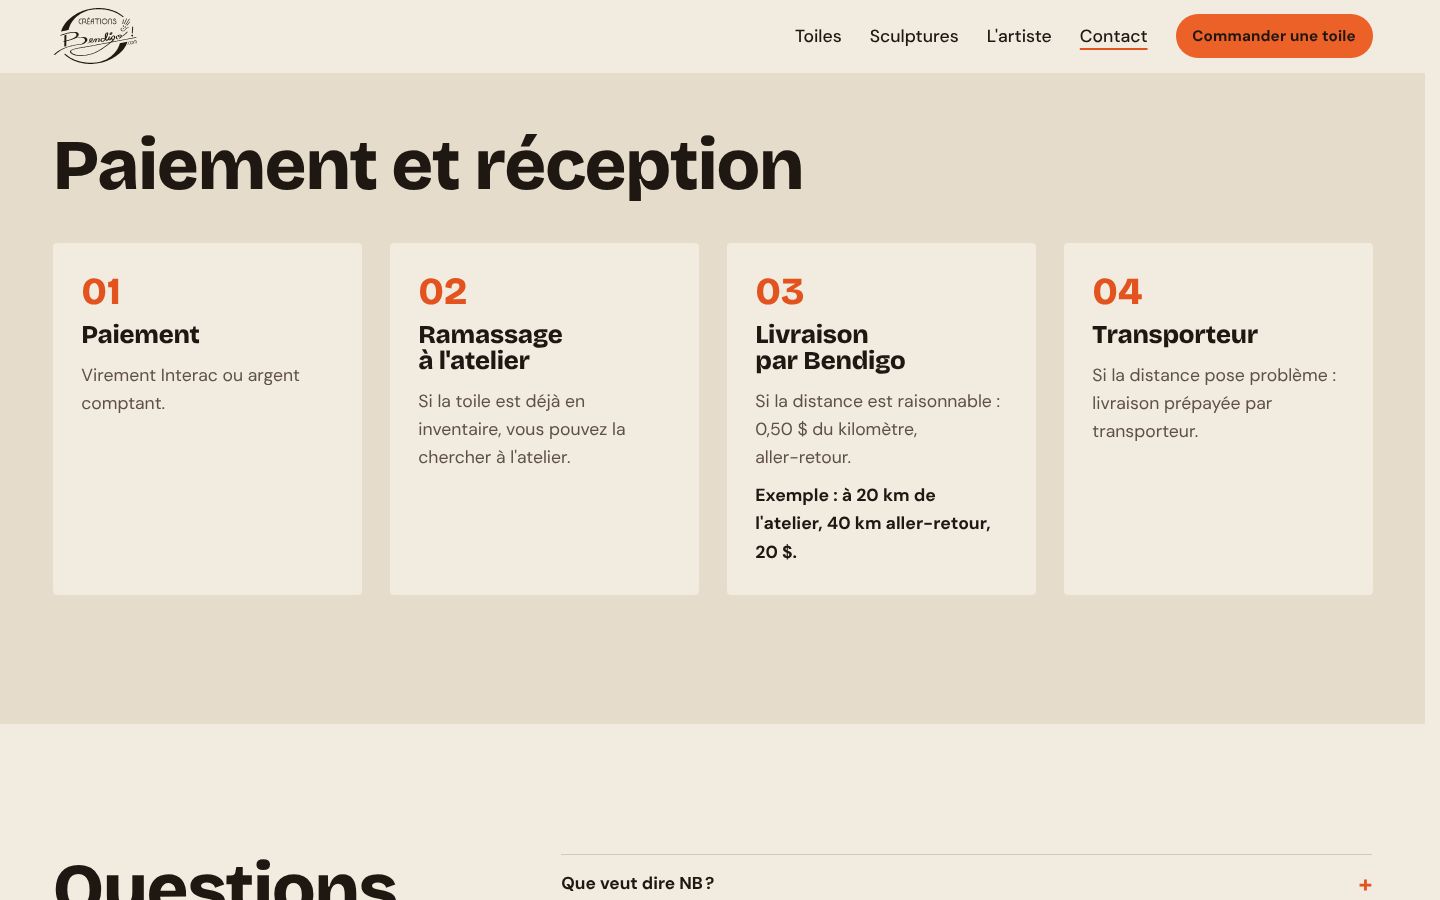 CRÉATIONS
Bendigo !
.com
Toiles
Sculptures
L'artiste
Contact
Commander une toile
Paiement et réception
01
Paiement
Virement Interac ou argent
comptant.
02
Ramassage
à l'atelier
Si la toile est déjà en
inventaire, vous pouvez la
chercher à l'atelier.
03
Livraison
par Bendigo
Si la distance est raisonnable :
0,50 $ du kilomètre,
aller-retour.
Exemple : à 20 km de
l'atelier, 40 km aller-retour,
20 $.
04
Transporteur
Si la distance pose problème :
livraison prépayée par
transporteur.
Questions
Que veut dire NB ?
+